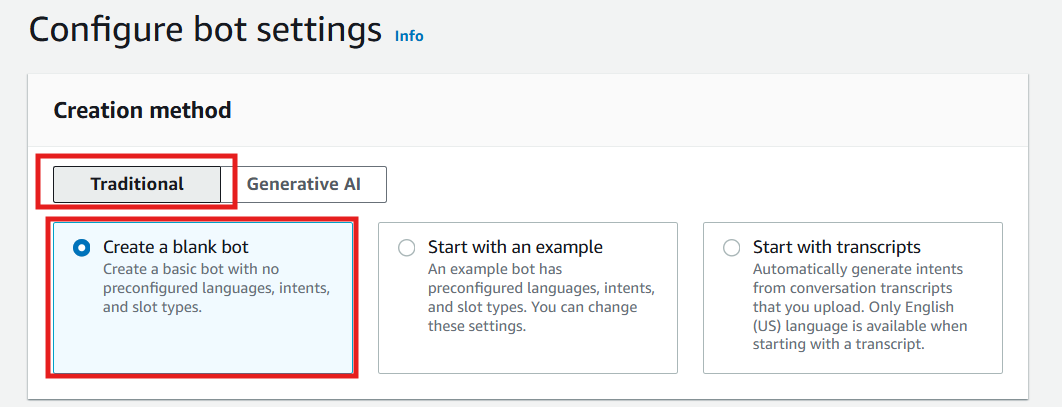 Configure bot settings Info
Creation method
Traditional Generative AI
Create a blank bot
Create a basic bot with no
preconfigured languages, intents,
and slot types.
Start with an example
An example bot has
preconfigured languages, intents,
and slot types. You can change
these settings.
Start with transcripts
Automatically generate intents
from conversation transcripts
that you upload. Only English
(US) language is available when
starting with a transcript.